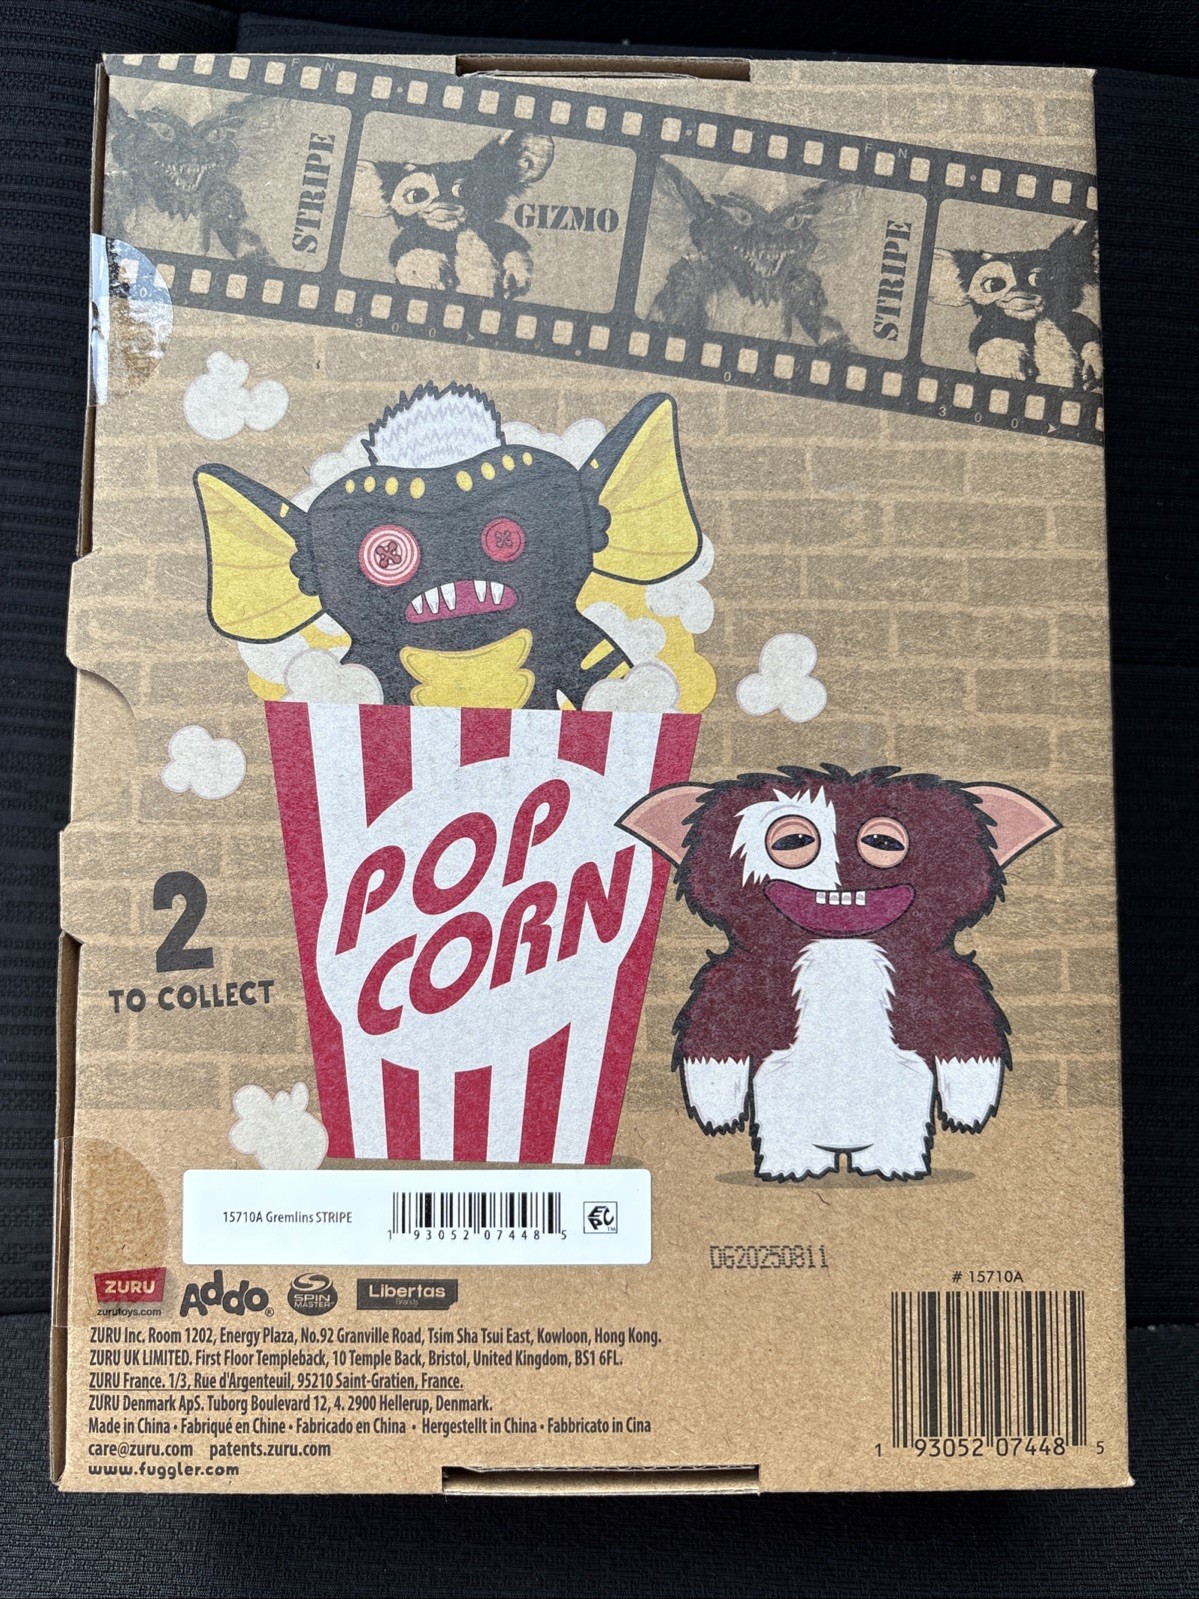 F N
STRIPE
GIZMO
F N
STRIPE
300
0
300
2
TO COLLECT
POP
CORN
15710A Gremlins STRIPE
1 93052 07448 5
DG20250811
# 15710A
ZURU
zurutoys.com
Addo®
SPIN
MASTER
Libertas
Brands
ZURU Inc. Room 1202, Energy Plaza, No.92 Granville Road, Tsim Sha Tsui East, Kowloon, Hong Kong.
ZURU UK LIMITED. First Floor Templeback, 10 Temple Back, Bristol, United Kingdom, BS1 6FL.
ZURU France. 1/3, Rue d'Argenteuil, 95210 Saint-Gratien, France.
ZURU Denmark ApS. Tuborg Boulevard 12, 4. 2900 Hellerup, Denmark.
Made in China • Fabriqué en Chine • Fabricado en China • Hergestellt in China • Fabbricato in Cina
care@zuru.com patents.zuru.com
www.fuggler.com
1 93052 07448 5